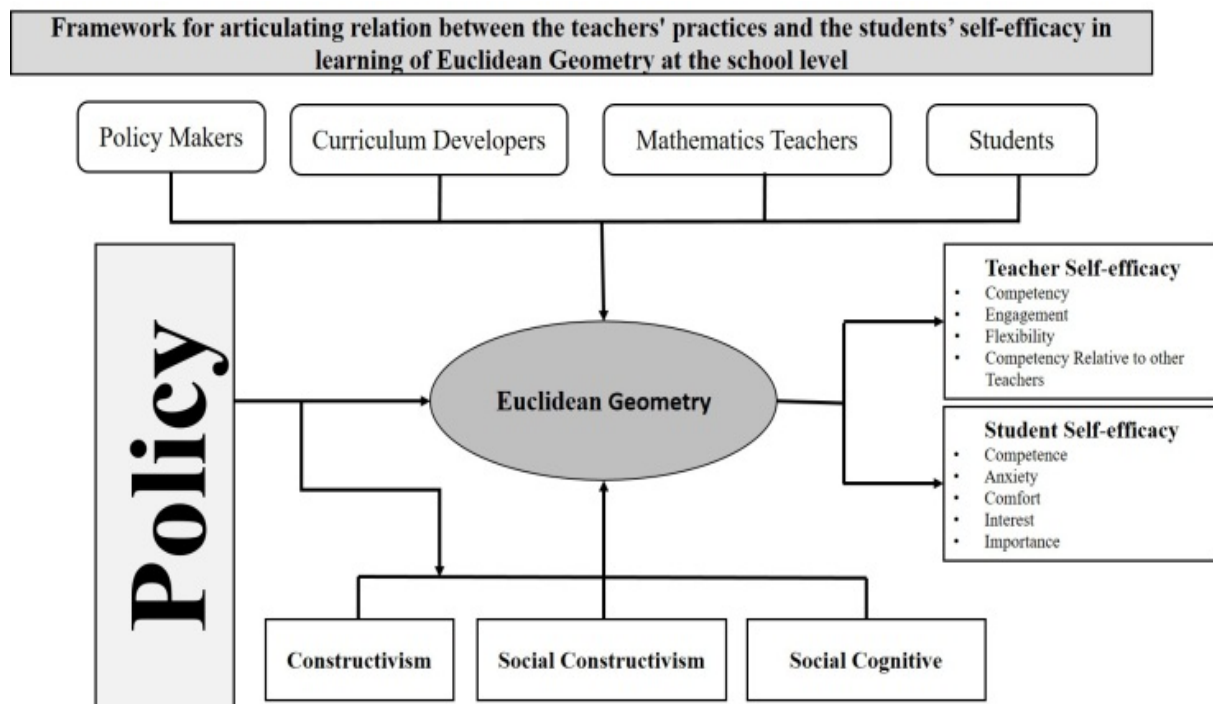 Framework for articulating relation between the teachers' practices and the students’ self-efficacy in
learning of Euclidean Geometry at the school level
Policy Makers
Curriculum Developers
Mathematics Teachers
Students
Policy
Euclidean Geometry
Teacher Self-efficacy
• Competency
• Engagement
• Flexibility
• Competency Relative to other
Teachers
Student Self-efficacy
• Competence
• Anxiety
• Comfort
• Interest
• Importance
Constructivism
Social Constructivism
Social Cognitive